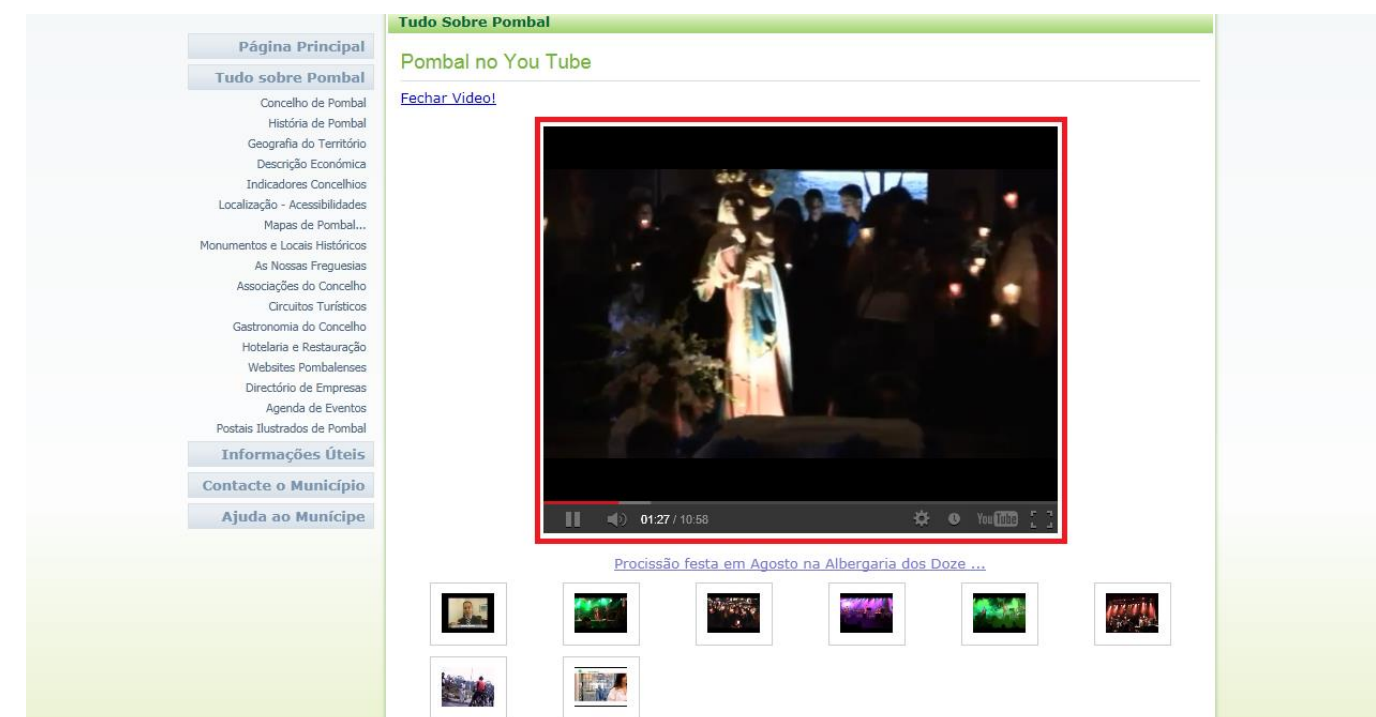 Tudo Sobre Pombal
Página Principal
Tudo sobre Pombal
Concelho de Pombal
História de Pombal
Geografia do Território
Descrição Económica
Indicadores Concelhios
Localização - Acessibilidades
Mapas de Pombal...
Monumentos e Locais Históricos
As Nossas Freguesias
Associações do Concelho
Circuitos Turísticos
Gastronomia do Concelho
Hotelaria e Restauração
Websites Pombalenses
Directório de Empresas
Agenda de Eventos
Postais Ilustrados de Pombal
Informações Úteis
Contacte o Município
Ajuda ao Munícipe
Pombal no You Tube
Fechar Video!
01:27 / 10:58
YouTube
Procissão festa em Agosto na Albergaria dos Doze ...